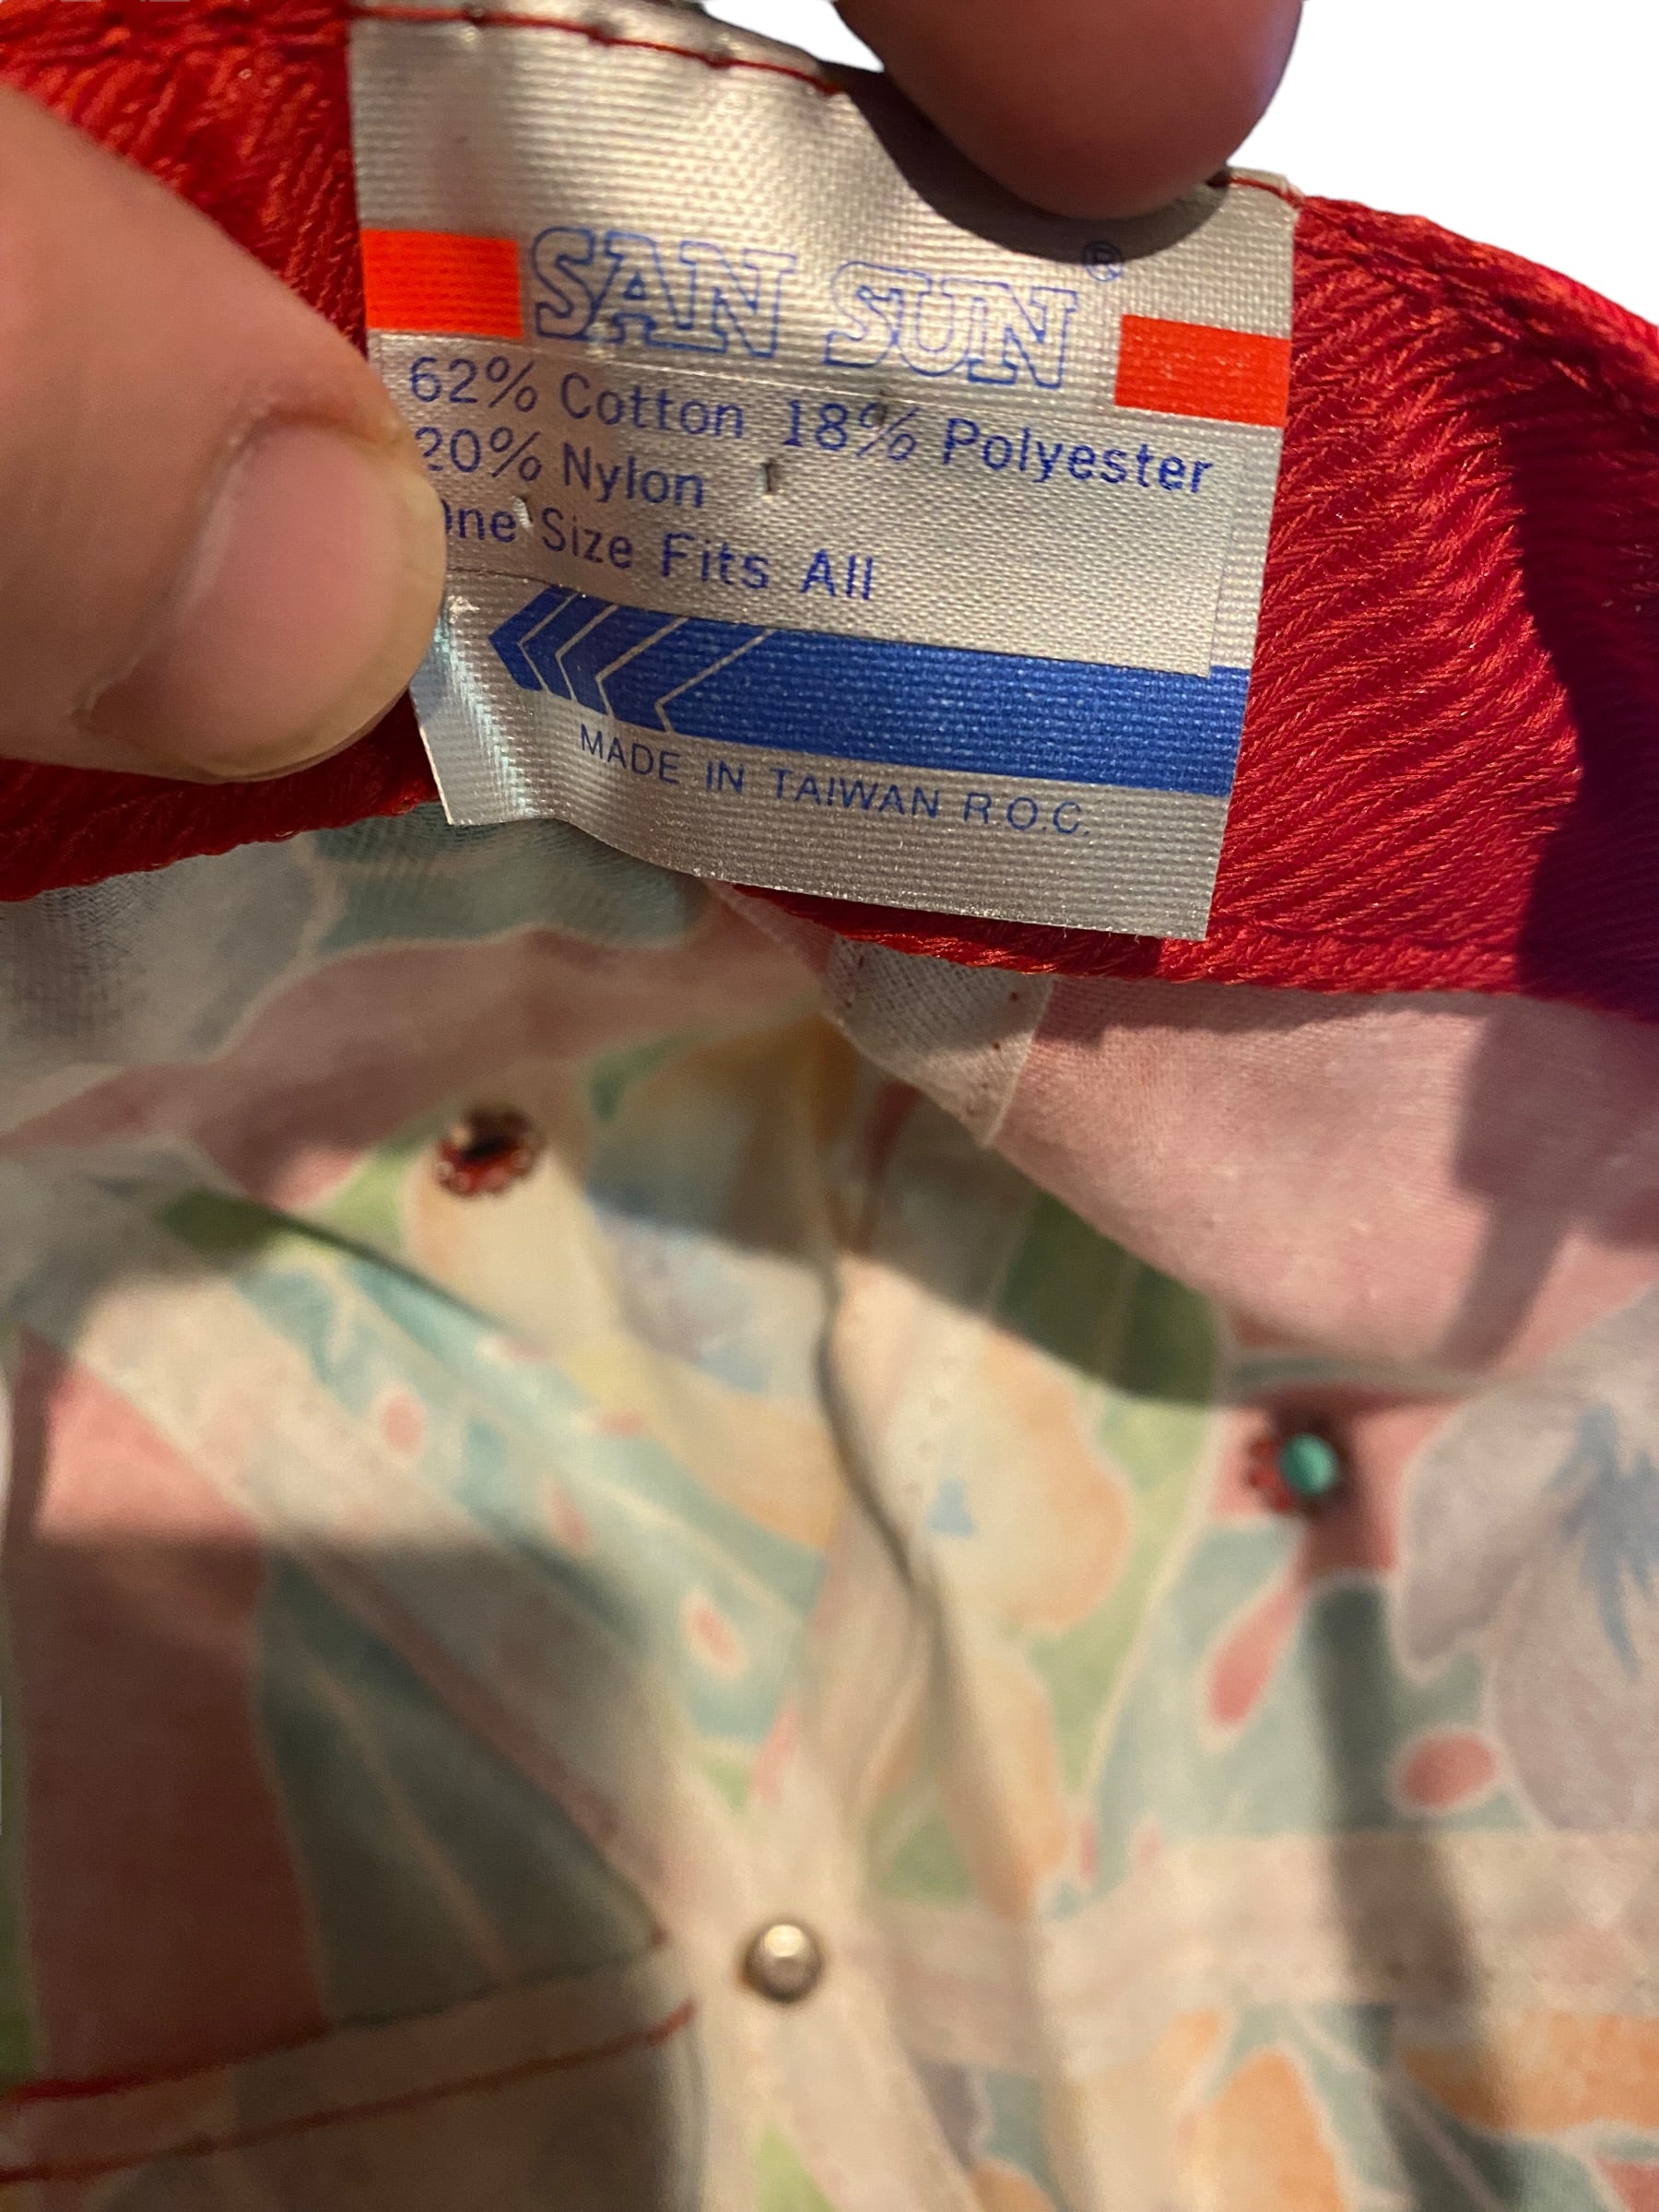 SAN SUN ®
62% Cotton 18% Polyester
20% Nylon
One Size Fits All
MADE IN TAIWAN R.O.C.